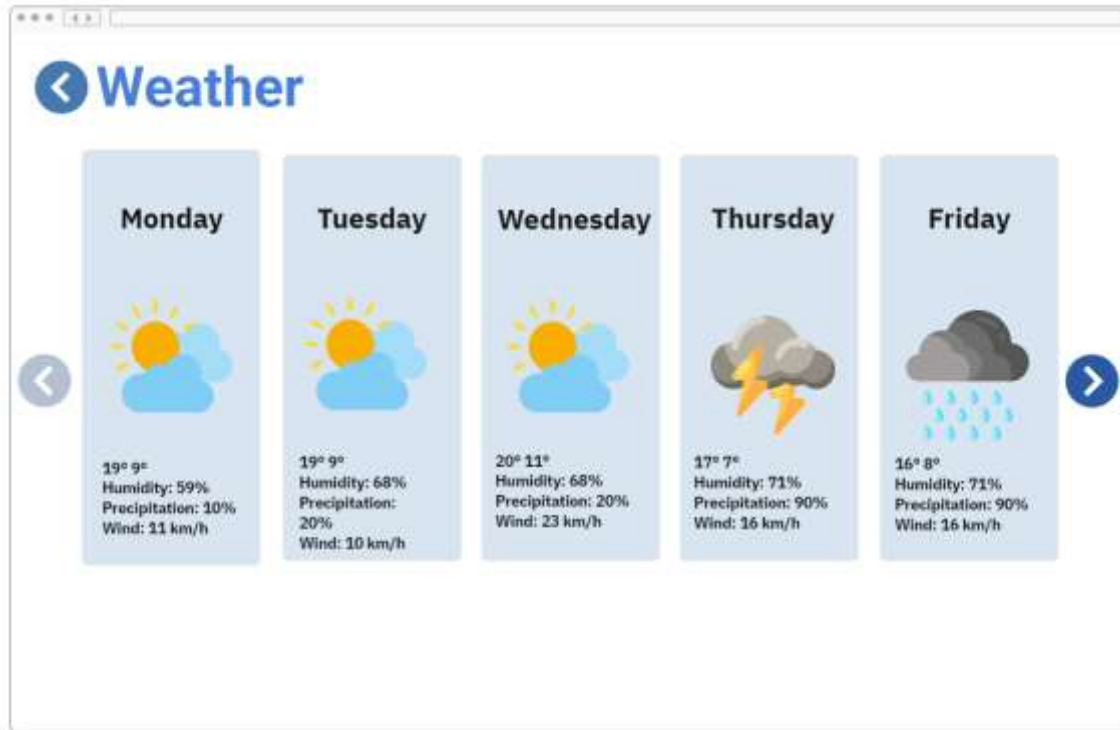 Weather
Monday
19° 9°
Humidity: 59%
Precipitation: 10%
Wind: 11 km/h
Tuesday
19° 9°
Humidity: 68%
Precipitation:
20%
Wind: 10 km/h
Wednesday
20° 11°
Humidity: 68%
Precipitation: 20%
Wind: 23 km/h
Thursday
17° 7°
Humidity: 71%
Precipitation: 90%
Wind: 16 km/h
Friday
16° 8°
Humidity: 71%
Precipitation: 90%
Wind: 16 km/h